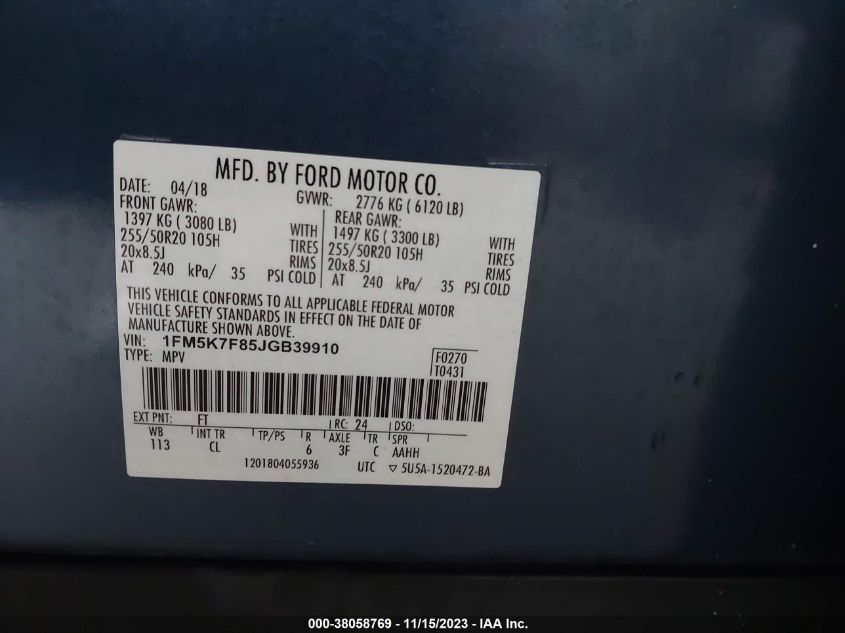 MFD. BY FORD MOTOR CO.
DATE: 04/18 GVWR: 2776 KG ( 6120 LB)
FRONT GAWR: REAR GAWR:
1397 KG ( 3080 LB) WITH 1497 KG ( 3300 LB) WITH
255/50R20 105H TIRES 255/50R20 105H TIRES
20x8.5J RIMS 20x8.5J RIMS
AT 240 kPa/ 35 PSI COLD AT 240 kPa/ 35 PSI COLD
THIS VEHICLE CONFORMS TO ALL APPLICABLE FEDERAL MOTOR
VEHICLE SAFETY STANDARDS IN EFFECT ON THE DATE OF
MANUFACTURE SHOWN ABOVE.
VIN: 1FM5K7F85JGB39910
TYPE: MPV
F0270
T0431
EXT PNT: FT RC: 24 DSO:
WB INT TR TP/PS R AXLE TR SPR
113 CL 6 3F C AAHH
1201804055936 UTC ▽ 5U5A-1520472-BA
000-38058769 - 11/15/2023 - IAA Inc.